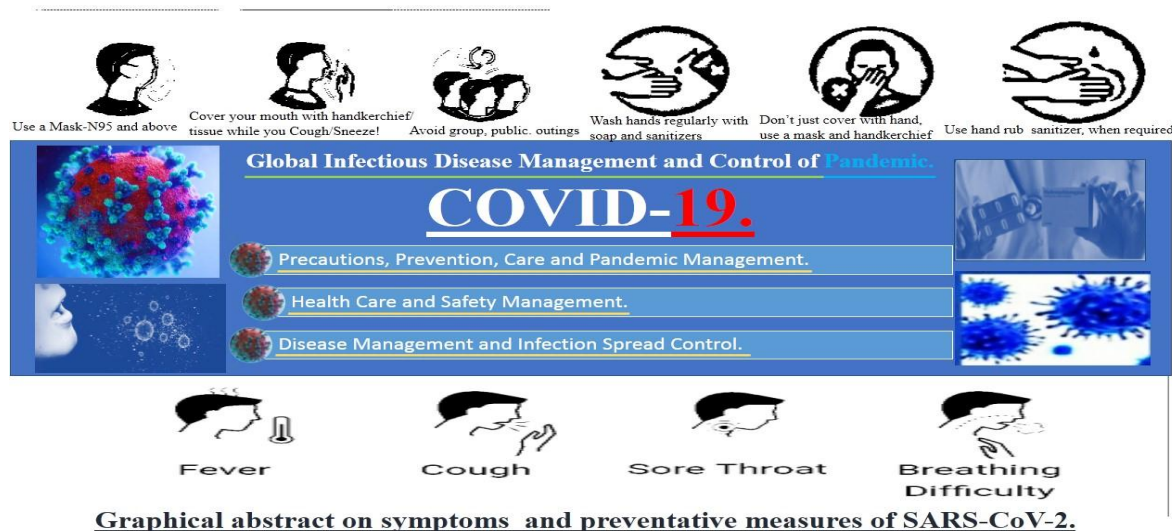 Use a Mask-N95 and above
Cover your mouth with handkerchief/
tissue while you Cough/Sneeze!
Avoid group, public. outings
Wash hands regularly with
soap and sanitizers
Don't just cover with hand,
use a mask and handkerchief
Use hand rub sanitizer, when required
Global Infectious Disease Management and Control of Pandemic.
COVID-19.
Precautions, Prevention, Care and Pandemic Management.
Health Care and Safety Management.
Disease Management and Infection Spread Control.
Fever
Cough
Sore Throat
Breathing
Difficulty
Graphical abstract on symptoms and preventative measures of SARS-CoV-2.